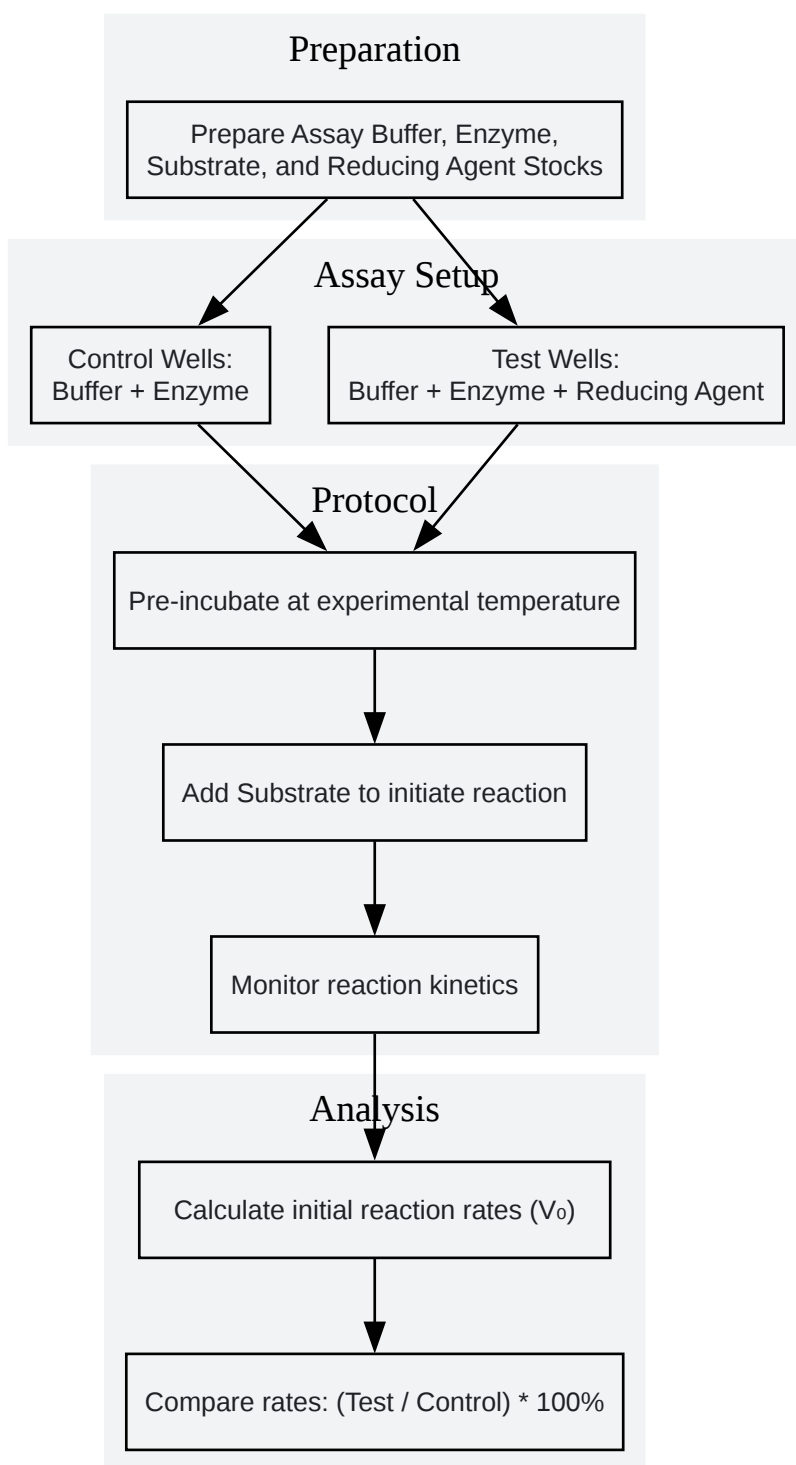 Preparation
Prepare Assay Buffer, Enzyme,
Substrate, and Reducing Agent Stocks
Assay Setup
Control Wells:
Buffer + Enzyme
Test Wells:
Buffer + Enzyme + Reducing Agent
Protocol
Pre-incubate at experimental temperature
Add Substrate to initiate reaction
Monitor reaction kinetics
Analysis
Calculate initial reaction rates (V₀)
Compare rates: (Test / Control) * 100%